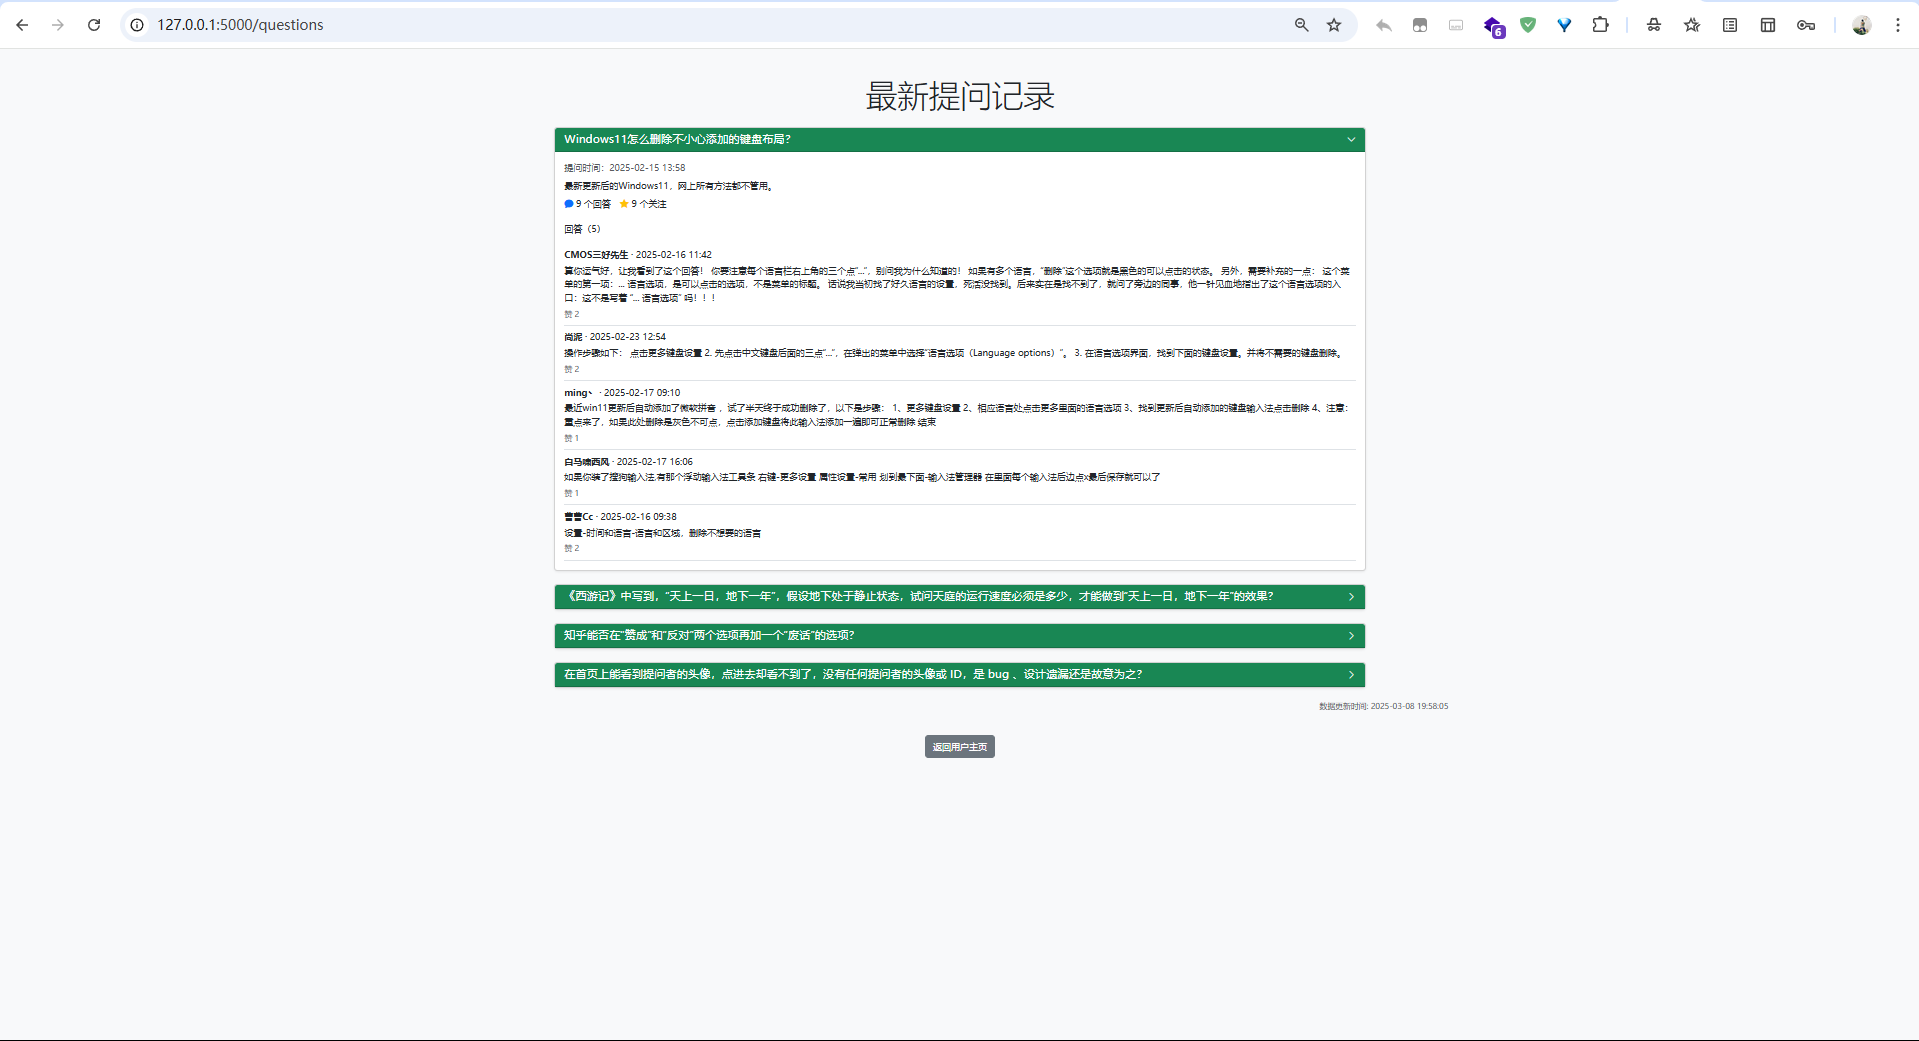 127.0.0.1:5000/questions
6
最新提问记录
Windows11怎么删除不小心添加的键盘布局?
提问时间：2025-02-15 13:58
最新更新后的Windows11，网上所有方法都不管用。
9 个回答 9 个关注
回答（5）
CMOS三好先生 · 2025-02-16 11:42
算你运气好，让我看到了这个回答！ 你要注意每个语言栏右上角的三个点“...”，别问我为什么知道的！ 如果有多个语言，“删除”这个选项就是黑色的可以点击的状态。 另外，需要补充的一点： 这个菜
单的第一项：... 语言选项，是可以点击的选项，不是菜单的标题。 话说我当初找了好久语言的设置，死活没找到。后来实在是找不到了，就问了旁边的同事，他一针见血地指出了这个语言选项的入
口：这不是写着 “... 语言选项” 吗！！！
赞 2
尚泥 · 2025-02-23 12:54
操作步骤如下： 点击更多键盘设置 2. 先点击中文键盘后面的三点“...”，在弹出的菜单中选择“语言选项（Language options）”。 3. 在语言选项界面，找到下面的键盘设置。并将不需要的键盘删除。
赞 2
ming丶 · 2025-02-17 09:10
最近win11更新后自动添加了微软拼音 ，试了半天终于成功删除了，以下是步骤： 1、更多键盘设置 2、相应语言处点击更多里面的语言选项 3、找到更新后自动添加的键盘输入法点击删除 4、注意：
重点来了，如果此处删除是灰色不可点，点击添加键盘将此输入法添加一遍即可正常删除 结束
赞 1
白马啸西风 · 2025-02-17 16:06
如果你装了搜狗输入法,有那个浮动输入法工具条 右键-更多设置 属性设置-常用 划到最下面-输入法管理器 在里面每个输入法后边点x最后保存就可以了
赞 1
曹曹Cc · 2025-02-16 09:38
设置-时间和语言-语言和区域，删除不想要的语言
赞 2
《西游记》中写到，“天上一日，地下一年”，假设地下处于静止状态，试问天庭的运行速度必须是多少，才能做到“天上一日，地下一年”的效果?
知乎能否在“赞成”和“反对”两个选项再加一个“废话”的选项?
在首页上能看到提问者的头像，点进去却看不到了，没有任何提问者的头像或 ID，是 bug 、设计遗漏还是故意为之?
数据更新时间: 2025-03-08 19:58:05
返回用户主页